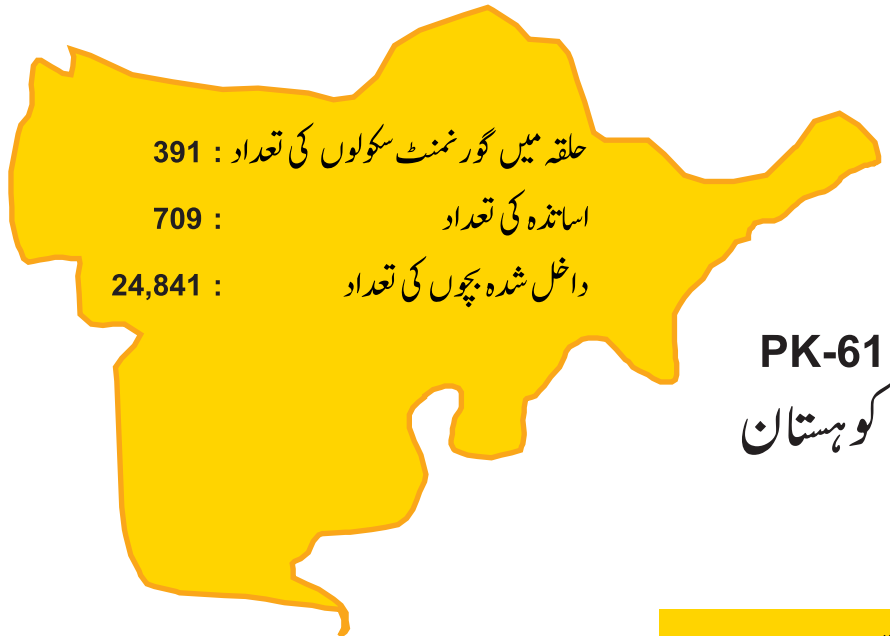 حلقہ میں گورنمنٹ سکولوں کی تعداد : 391
اساتذہ کی تعداد : 709
داخل شدہ بچوں کی تعداد : 24,841
PK-61
کوہستان